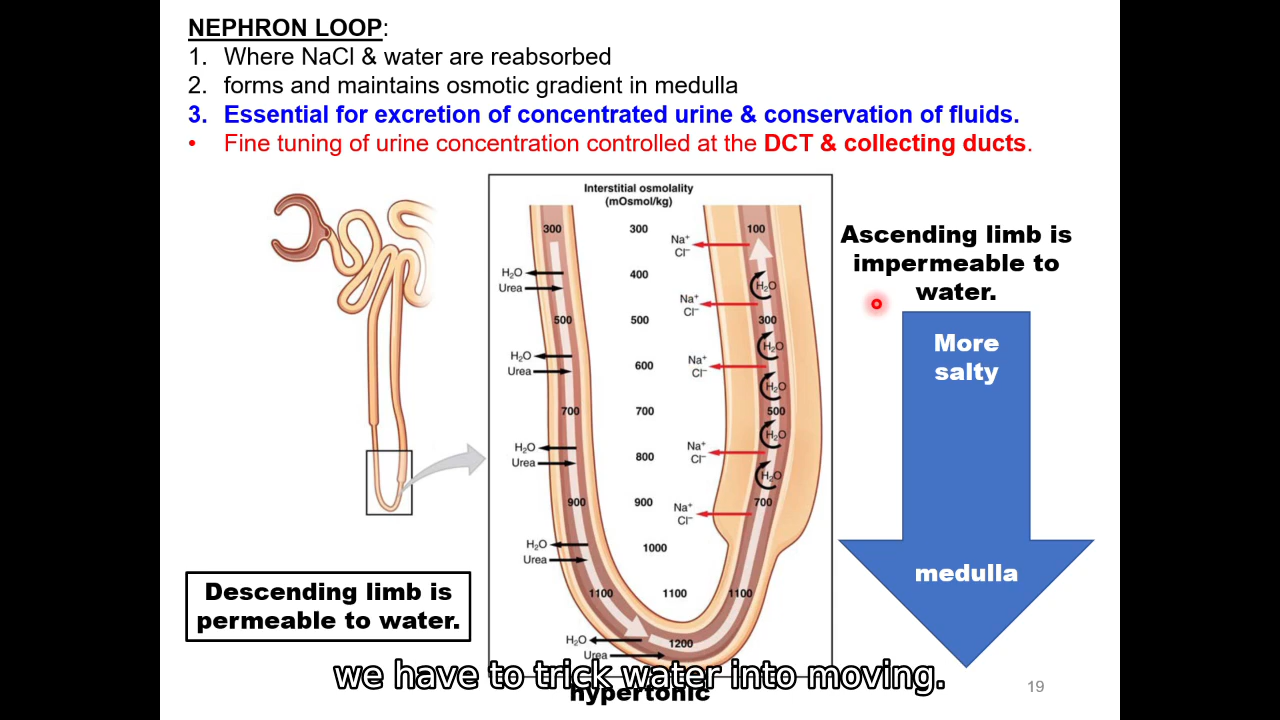 NEPHRON LOOP:
1. Where NaCl & water are reabsorbed
2. forms and maintains osmotic gradient in medulla
3. Essential for excretion of concentrated urine & conservation of fluids.
• Fine tuning of urine concentration controlled at the DCT & collecting ducts.
Interstitial osmolality
(mOsmol/kg)
300 300 100
Na⁺
Cl⁻
H₂O 400 H₂O
Urea
Na⁺
Cl⁻
500 500 300
H₂O H₂O
Urea 600 Na⁺
Cl⁻
H₂O
700 700 500
H₂O Na⁺ H₂O
Urea 800 Cl⁻
H₂O
900 900 700
Na⁺
Cl⁻
H₂O 1000
Urea
1100 1100 1100
H₂O 1200
Urea
hypertonic
Ascending limb is
impermeable to
water.
More
salty
medulla
Descending limb is
permeable to water.
we have to trick water into moving.
19